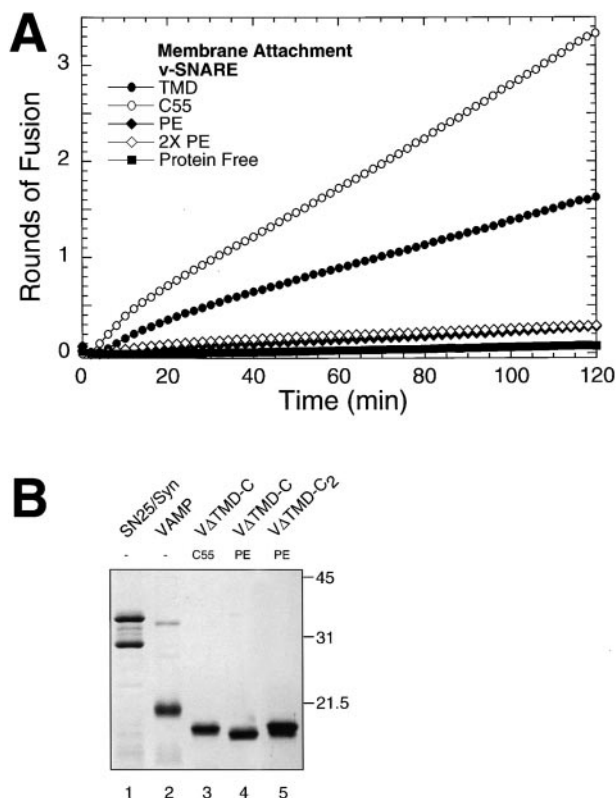 A
Membrane Attachment
v-SNARE
TMD
C55
PE
2X PE
Protein Free
Rounds of Fusion
3
2
1
0
0 20 40 60 80 100 120
Time (min)
B
SN25/Syn VAMP VΔTMD-C VΔTMD-C VΔTMD-C2
- - C55 PE PE
45
31
21.5
1 2 3 4 5